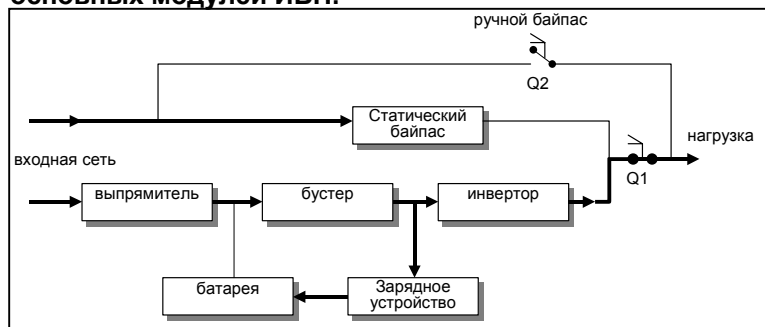 основных модулей ИБП.
ручной байпас
Q2
Статический
байпас
нагрузка
входная сеть
Q1
выпрямитель
бустер
инвертор
батарея
Зарядное
устройство